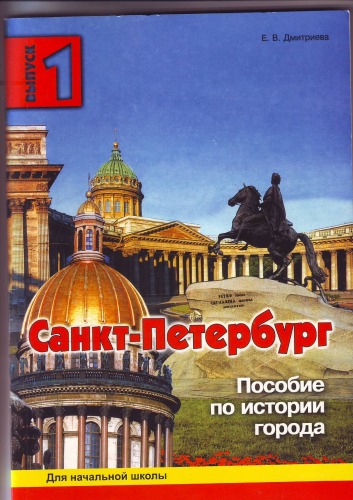 Е. В. Дмитриева
ВЫПУСК
1
Санкт-Петербург
Пособие
по истории
города
Для начальной школы